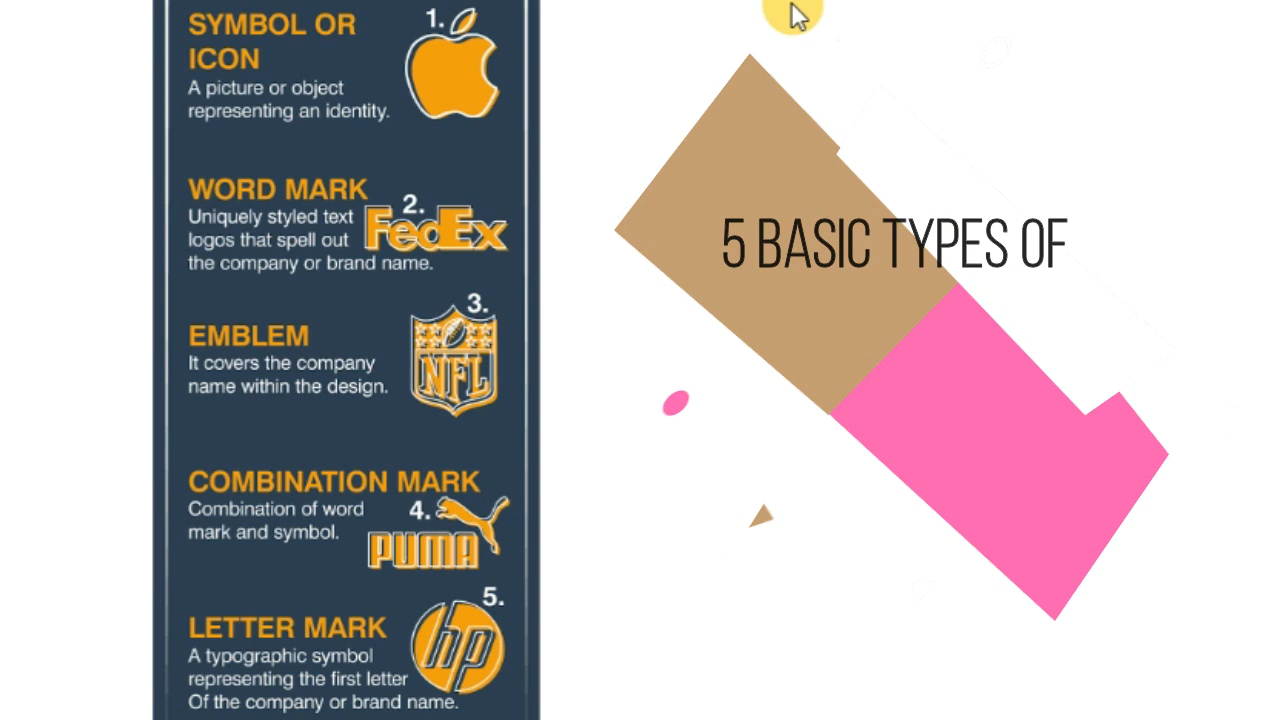 SYMBOL OR
ICON
1.
A picture or object
representing an identity.
WORD MARK
2.
Uniquely styled text
logos that spell out
FedEx
the company or brand name.
3.
EMBLEM
It covers the company
name within the design.
NFL
COMBINATION MARK
Combination of word
mark and symbol.
4.
PUMA
5.
LETTER MARK
hp
A typographic symbol
representing the first letter
Of the company or brand name.
5 BASIC TYPES OF